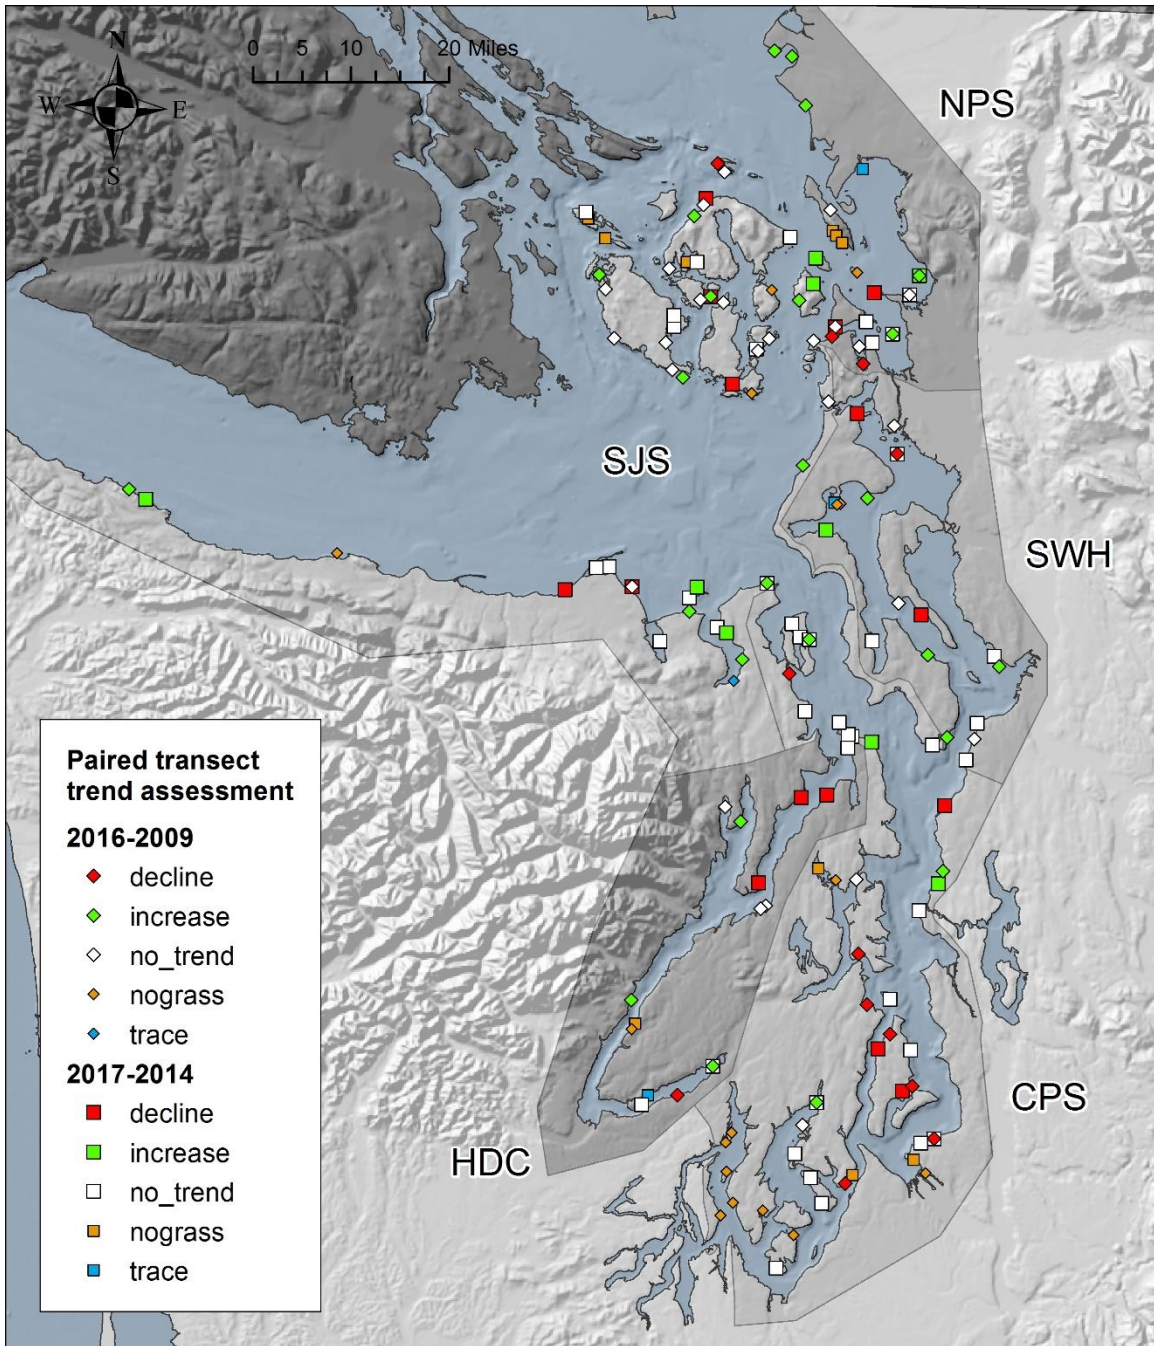 N
W
E
S
0 5 10 20 Miles
NPS
SJS
SWH
HDC
CPS
Paired transect
trend assessment
2016-2009
decline
increase
no_trend
nograss
trace
2017-2014
decline
increase
no_trend
nograss
trace